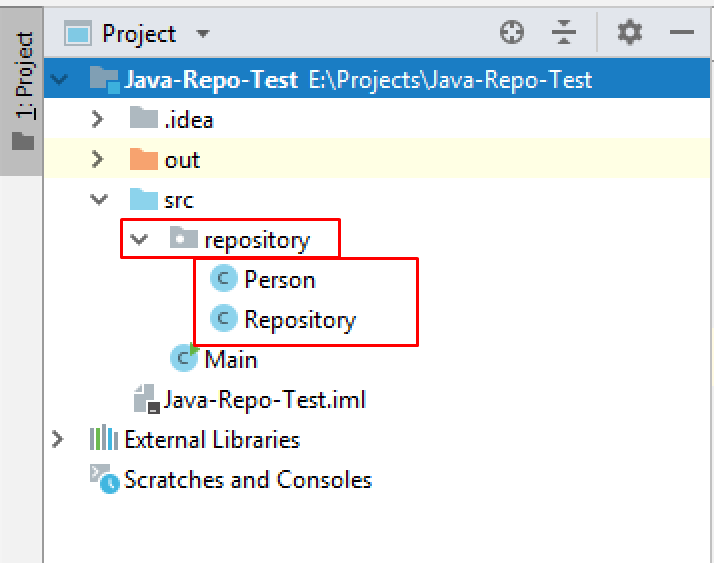 1: Project
Project
Java-Repo-Test E:\Projects\Java-Repo-Test
.idea
out
src
repository
C Person
C Repository
C Main
Java-Repo-Test.iml
External Libraries
Scratches and Consoles